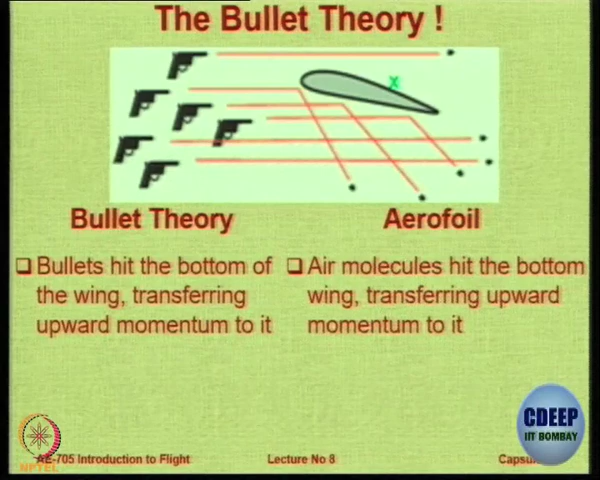 The Bullet Theory !
X
Bullet Theory
Aerofoil
❑ Bullets hit the bottom of
the wing, transferring
upward momentum to it
❑ Air molecules hit the bottom
wing, transferring upward
momentum to it
CDEEP
IIT BOMBAY
NPTEL
AE-705 Introduction to Flight
Lecture No 8